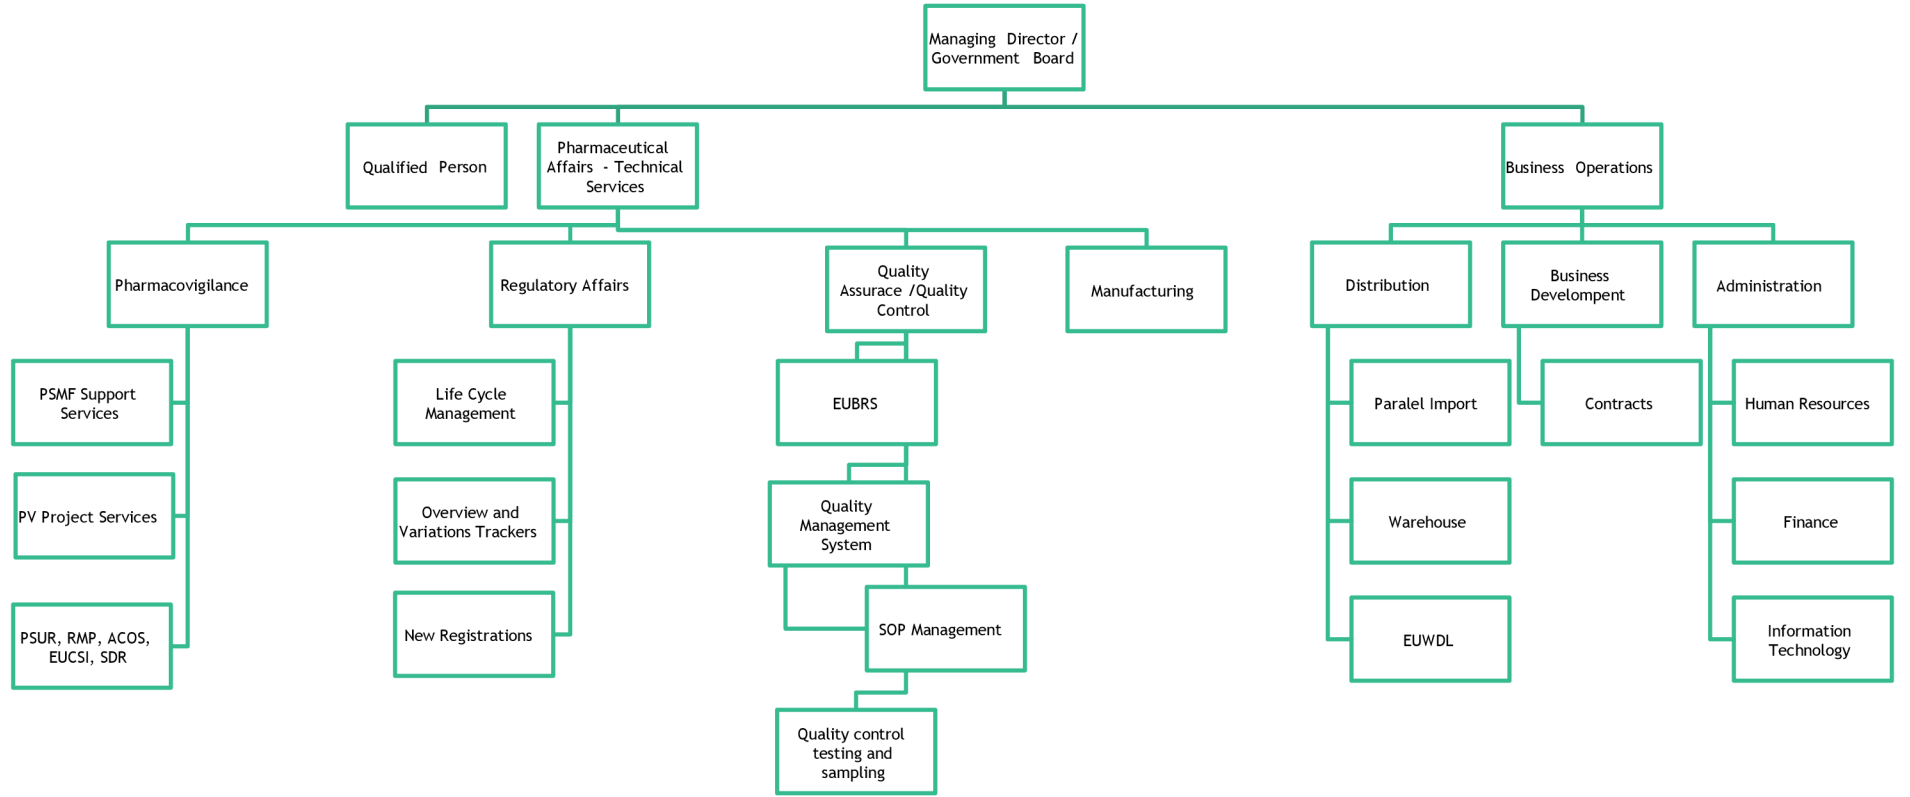 Managing Director /
Government Board
Qualified Person
Pharmaceutical
Affairs - Technical
Services
Business Operations
Pharmacovigilance
Regulatory Affairs
Quality
Assurace /Quality
Control
Manufacturing
Distribution
Business
Develompent
Administration
PSMF Support
Services
Life Cycle
Management
EUBRS
Paralel Import
Contracts
Human Resources
PV Project Services
Overview and
Variations Trackers
Quality
Management
System
Warehouse
Finance
PSUR, RMP, ACOS,
EUCSI, SDR
New Registrations
SOP Management
EUWDL
Information
Technology
Quality control
testing and
sampling